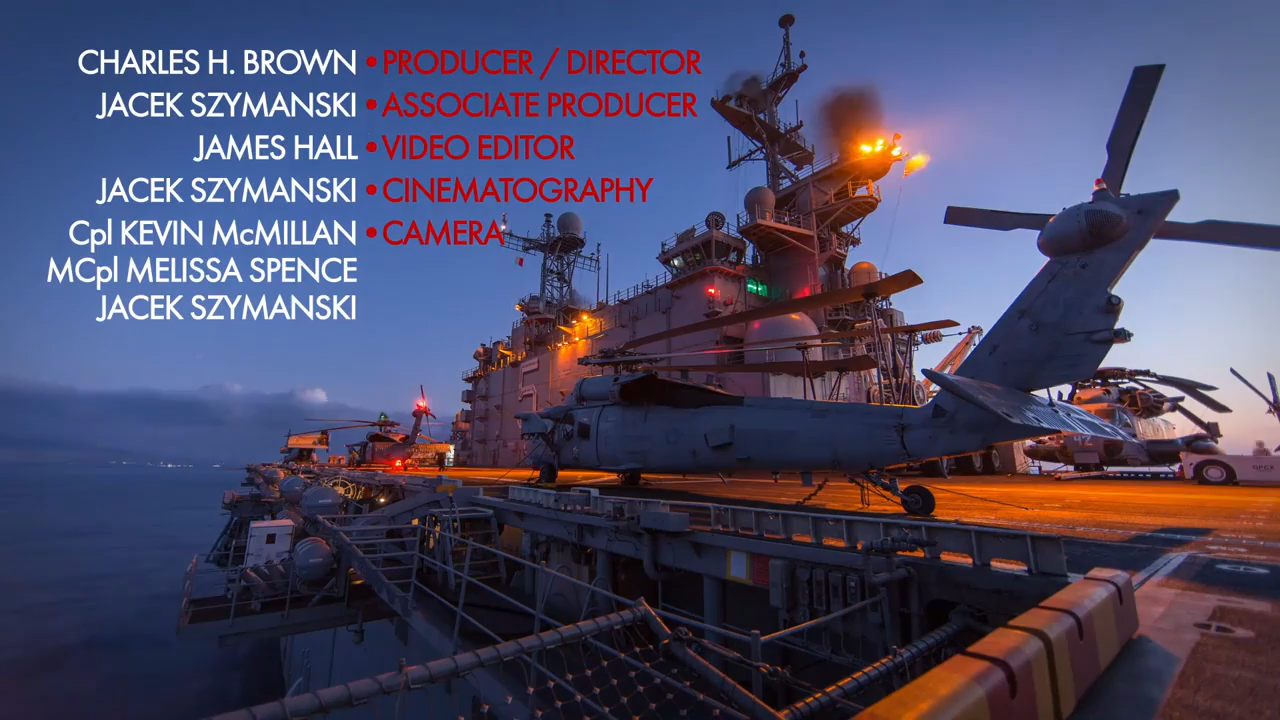 CHARLES H. BROWN • PRODUCER / DIRECTOR
JACEK SZYMANSKI • ASSOCIATE PRODUCER
JAMES HALL • VIDEO EDITOR
JACEK SZYMANSKI • CINEMATOGRAPHY
Cpl KEVIN McMILLAN • CAMERA
MCpl MELISSA SPENCE
JACEK SZYMANSKI
5